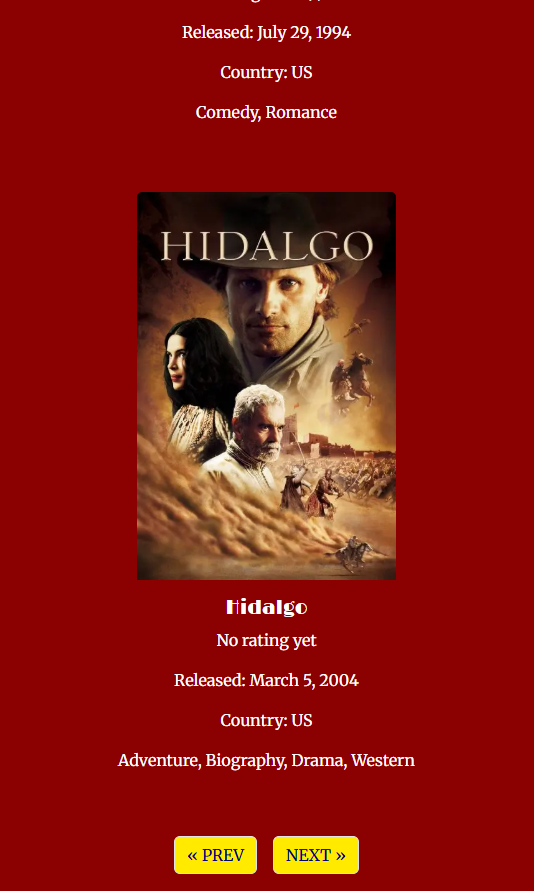 Released: July 29, 1994
Country: US
Comedy, Romance
HIDALGO
Hidalgo
No rating yet
Released: March 5, 2004
Country: US
Adventure, Biography, Drama, Western
« PREV
NEXT »